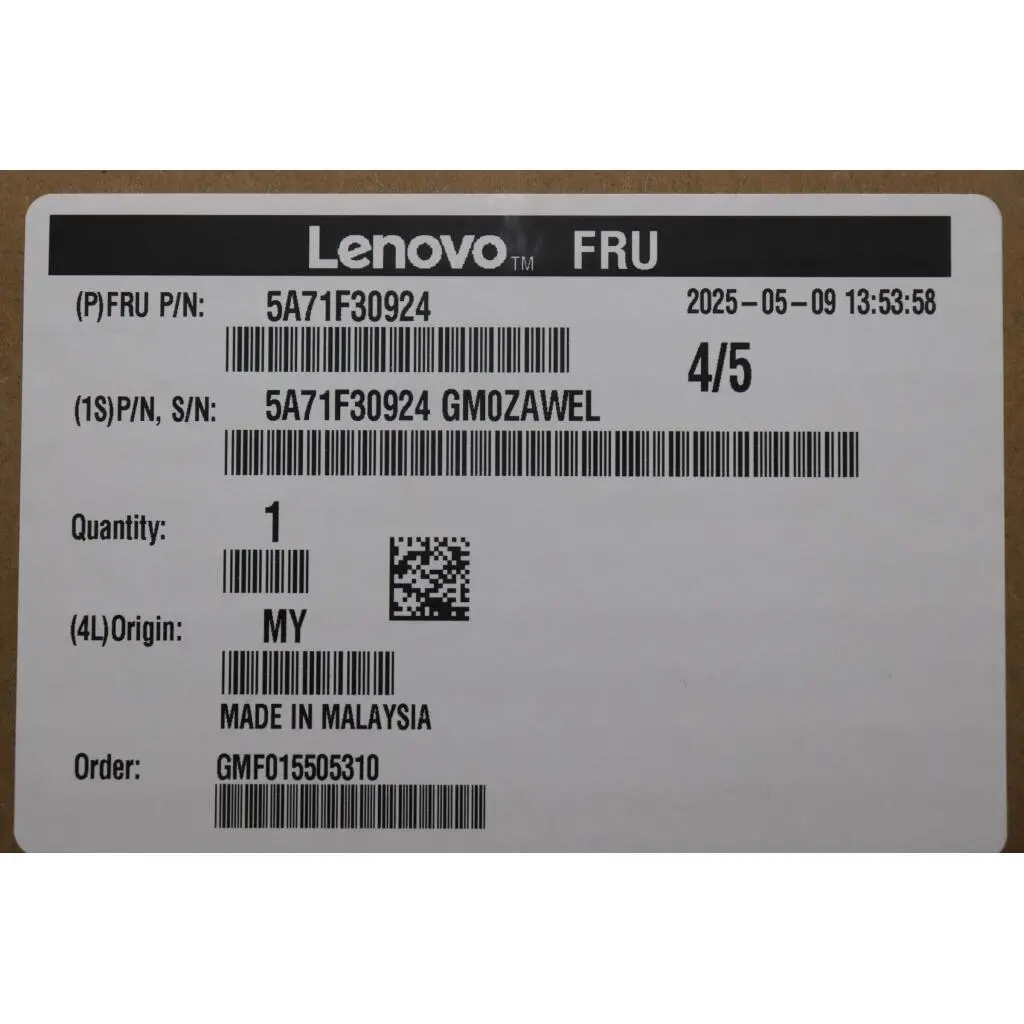 Lenovo™ FRU
(P)FRU P/N: 5A71F30924 2025-05-09 13:53:58
4/5
(1S)P/N, S/N: 5A71F30924 GM0ZAWEL
Quantity: 1
(4L)Origin: MY
MADE IN MALAYSIA
Order: GMF015505310